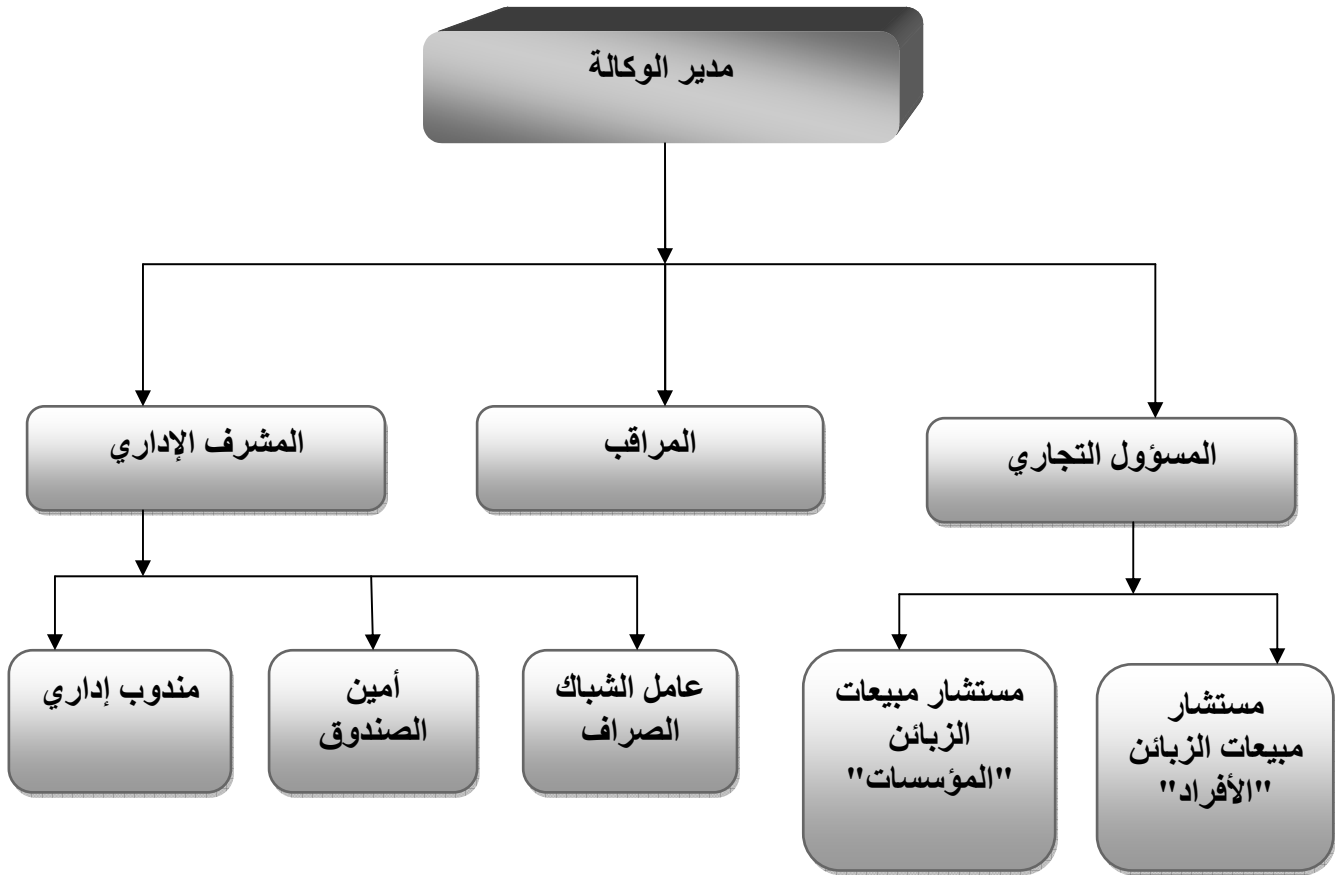 مدير الوكالة
المسؤول التجاري
المراقب
المشرف الإداري
مستشار
مبيعات الزبائن
"الأفراد"
مستشار مبيعات
الزبائن
"المؤسسات"
عامل الشباك
الصراف
أمين
الصندوق
مندوب إداري